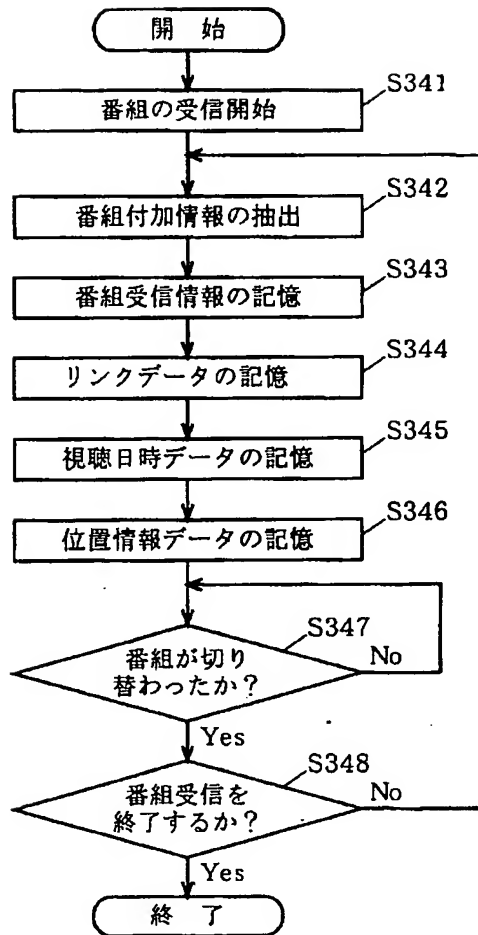 開 始
S341
番組の受信開始
S342
番組付加情報の抽出
S343
番組受信情報の記憶
S344
リンクデータの記憶
S345
視聴日時データの記憶
S346
位置情報データの記憶
S347
番組が切り
替わったか?
No
Yes
S348
番組受信を
終了するか?
No
Yes
終 了